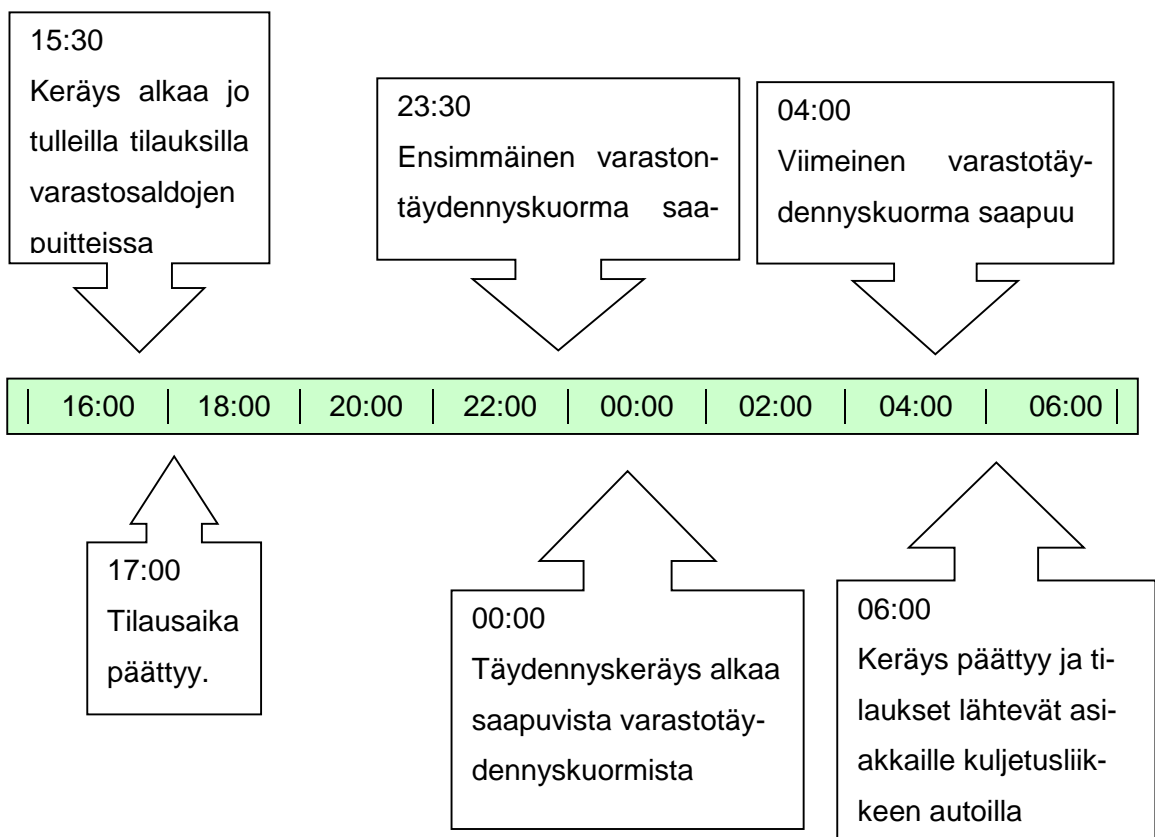 15:30
Keräys alkaa jo
tulleilla tilauksilla
varastosaldojen
puitteissa
23:30
Ensimmäinen varaston-
täydennyskuorma saa-
04:00
Viimeinen varastotäy-
dennyskuorma saapuu
16:00 18:00 20:00 22:00 00:00 02:00 04:00 06:00
17:00
Tilausaika
päättyy.
00:00
Täydennyskeräys alkaa
saapuvista varastotäy-
dennyskuormista
06:00
Keräys päättyy ja ti-
laukset lähtevät asi-
akkaille kuljetusliik-
keen autoilla